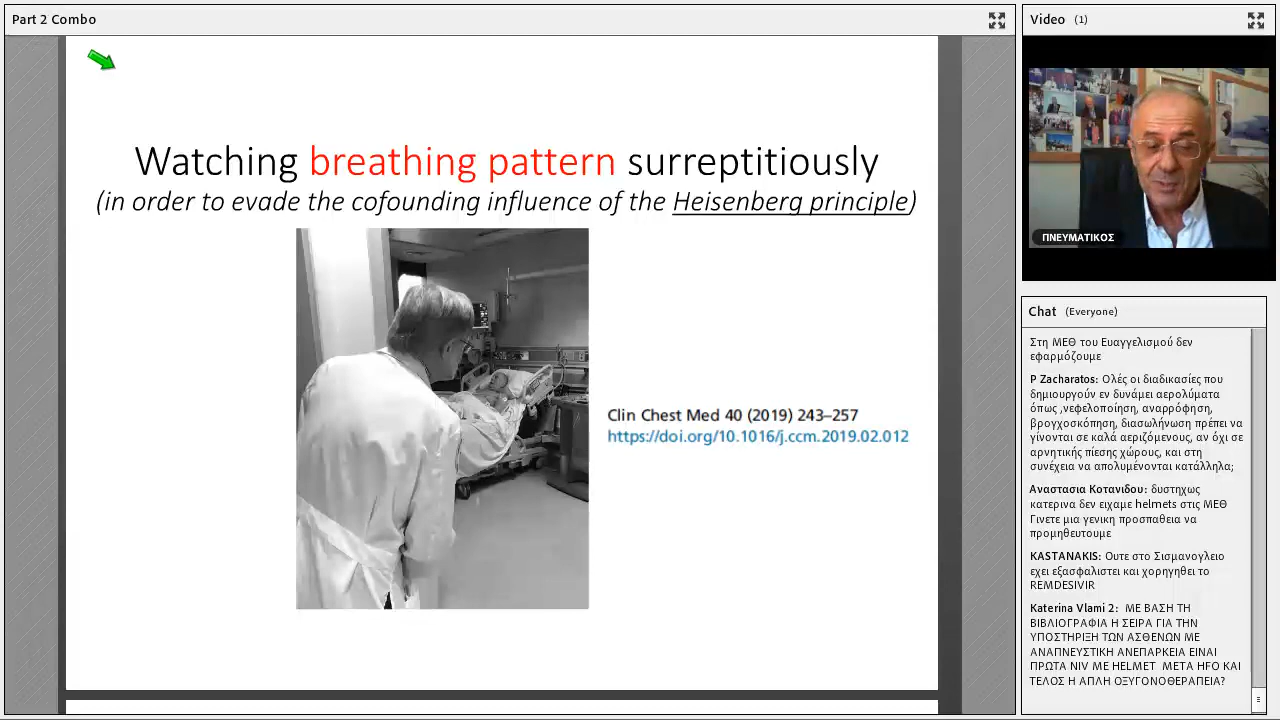 Part 2 Combo
Watching breathing pattern surreptitiously
(in order to evade the cofounding influence of the Heisenberg principle)
Clin Chest Med 40 (2019) 243–257
https://doi.org/10.1016/j.ccm.2019.02.012
Video (1)
ΠΝΕΥΜΑΤΙΚΟΣ
Chat (Everyone)
Στη ΜΕΘ του Ευαγγελισμού δεν
εφαρμόζουμε
P Zacharatos: Ολές οι διαδικασίες που
δημιουργούν εν δυνάμει αερολύματα
όπως ,νεφελοποίηση, αναρρόφηση,
βρογχοσκόπηση, διασωλήνωση πρέπει να
γίνονται σε καλά αεριζόμενους, αν όχι σε
αρνητικής πίεσης χώρους, και στη
συνέχεια να απολυμένονται κατάλληλα;
Αναστασια Κοτανιδου: δυστηχως
κατερινα δεν ειχαμε helmets στις ΜΕΘ
Γινετε μια γενικη προσπαθεια να
προμηθευτουμε
KASTANAKIS: Ουτε στο Σισμανογλειο
εχει εξασφαλιστει και χορηγηθει το
REMDESIVIR
Katerina Vlami 2: ΜΕ ΒΑΣΗ ΤΗ
ΒΙΒΛΙΟΓΡΑΦΙΑ Η ΣΕΙΡΑ ΓΙΑ ΤΗΝ
ΥΠΟΣΤΗΡΙΞΗ ΤΩΝ ΑΣΘΕΝΩΝ ΜΕ
ΑΝΑΠΝΕΥΣΤΙΚΗ ΑΝΕΠΑΡΚΕΙΑ ΕΙΝΑΙ
ΠΡΩΤΑ NIV ΜΕ HELMET ΜΕΤΑ HFO ΚΑΙ
ΤΕΛΟΣ Η ΑΠΛΗ ΟΞΥΓΟΝΟΘΕΡΑΠΕΙΑ?